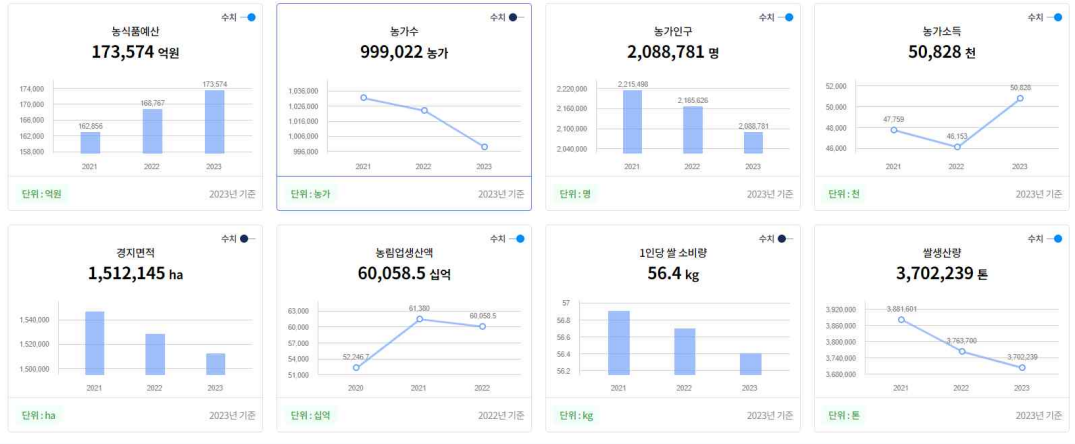 수치
농식품예산
173,574 억원
174,000
170,000
166,000
162,000
158,000
162,856
168,767
173,574
2021
2022
2023
단위 : 억원
2023년 기준
수치
농가수
999,022 농가
1,036,000
1,026,000
1,016,000
1,006,000
996,000
2021
2022
2023
단위 : 농가
2023년 기준
수치
농가인구
2,088,781 명
2,220,000
2,160,000
2,100,000
2,040,000
2,215,498
2,165,626
2,088,781
2021
2022
2023
단위 : 명
2023년 기준
수치
농가소득
50,828 천
52,000
50,000
48,000
46,000
47,759
46,153
50,828
2021
2022
2023
단위 : 천
2023년 기준
수치
경지면적
1,512,145 ha
1,540,000
1,520,000
1,500,000
2021
2022
2023
단위 : ha
2023년 기준
수치
농림업생산액
60,058.5 십억
63,000
60,000
57,000
54,000
51,000
52,246.7
61,380
60,058.5
2020
2021
2022
단위 : 십억
2022년 기준
수치
1인당 쌀 소비량
56.4 kg
57
56.8
56.6
56.4
56.2
2021
2022
2023
단위 : kg
2023년 기준
수치
쌀생산량
3,702,239 톤
3,920,000
3,860,000
3,800,000
3,740,000
3,680,000
3,881,601
3,763,700
3,702,239
2021
2022
2023
단위 : 톤
2023년 기준